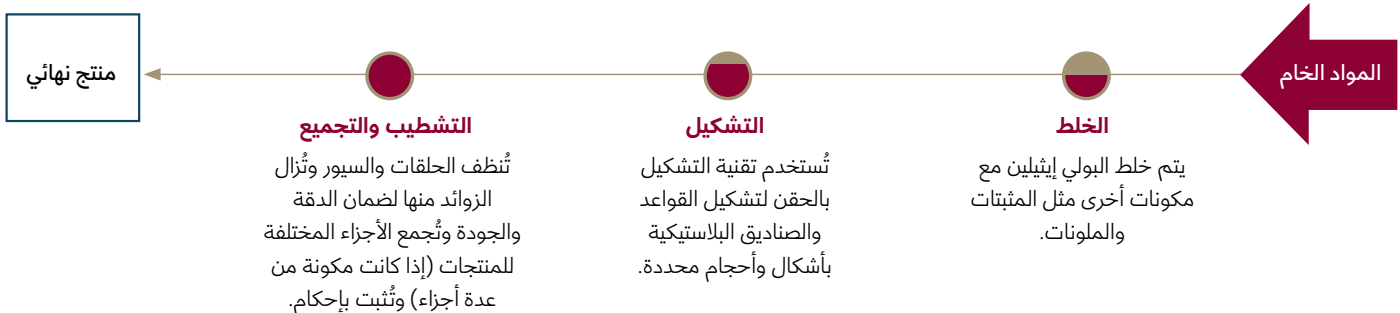 المواد الخام
الخلط
يتم خلط البولي إيثيلين مع
مكونات أخرى مثل المثبتات
والملونات.
التشكيل
تُستخدم تقنية التشكيل
بالحقن لتشكيل القواعد
والصناديق البلاستيكية
بأشكال وأحجام محددة.
التشطيب والتجميع
تُنظف الحلقات والسيور وتُزال
الزوائد منها لضمان الدقة
والجودة وتُجمع الأجزاء المختلفة
للمنتجات (إذا كانت مكونة من
عدة أجزاء) وتُثبت بإحكام.
منتج نهائي